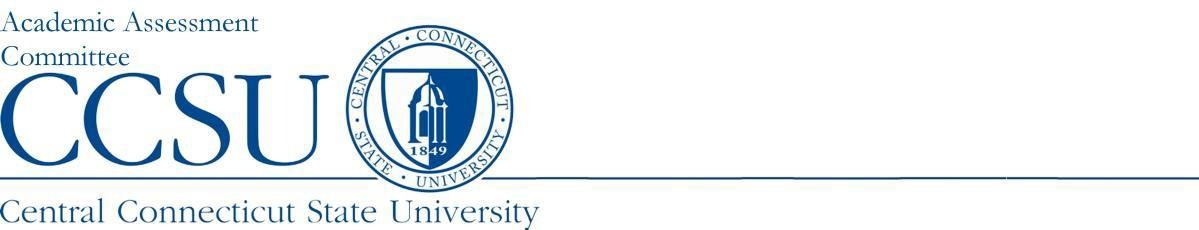 Academic Assessment
Committee
CCSU
· CENTRAL · CONNECTICUT · STATE · UNIVERSITY
1849
Central Connecticut State University